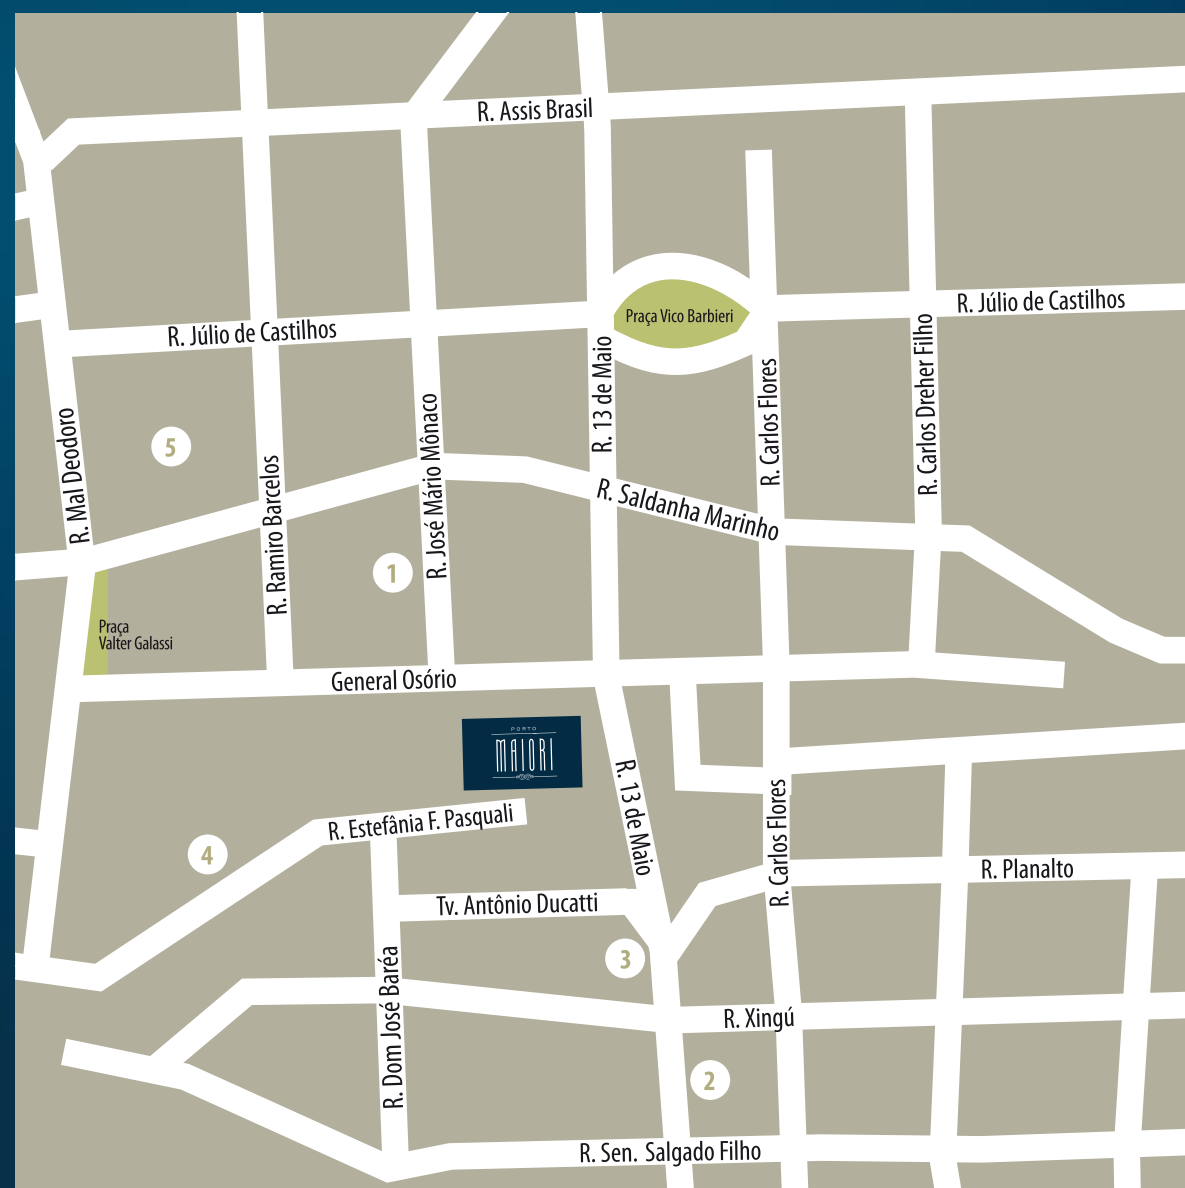 R. Assis Brasil
R. Júlio de Castilhos
Praça Vico Barbieri
R. Júlio de Castilhos
R. Mal Deodoro
5
R. Ramiro Barcelos
R. José Mário Mônaco
R. 13 de Maio
R. Carlos Flores
R. Carlos Dreher Filho
R. Saldanha Marinho
1
Praça
Valter Galassi
General Osório
PORTO
MAIORI
R. 13 de Maio
R. Estefânia F. Pasquali
R. Carlos Flores
4
R. Planalto
Tv. Antônio Ducatti
3
R. Dom José Baréa
R. Xingú
2
R. Sen. Salgado Filho